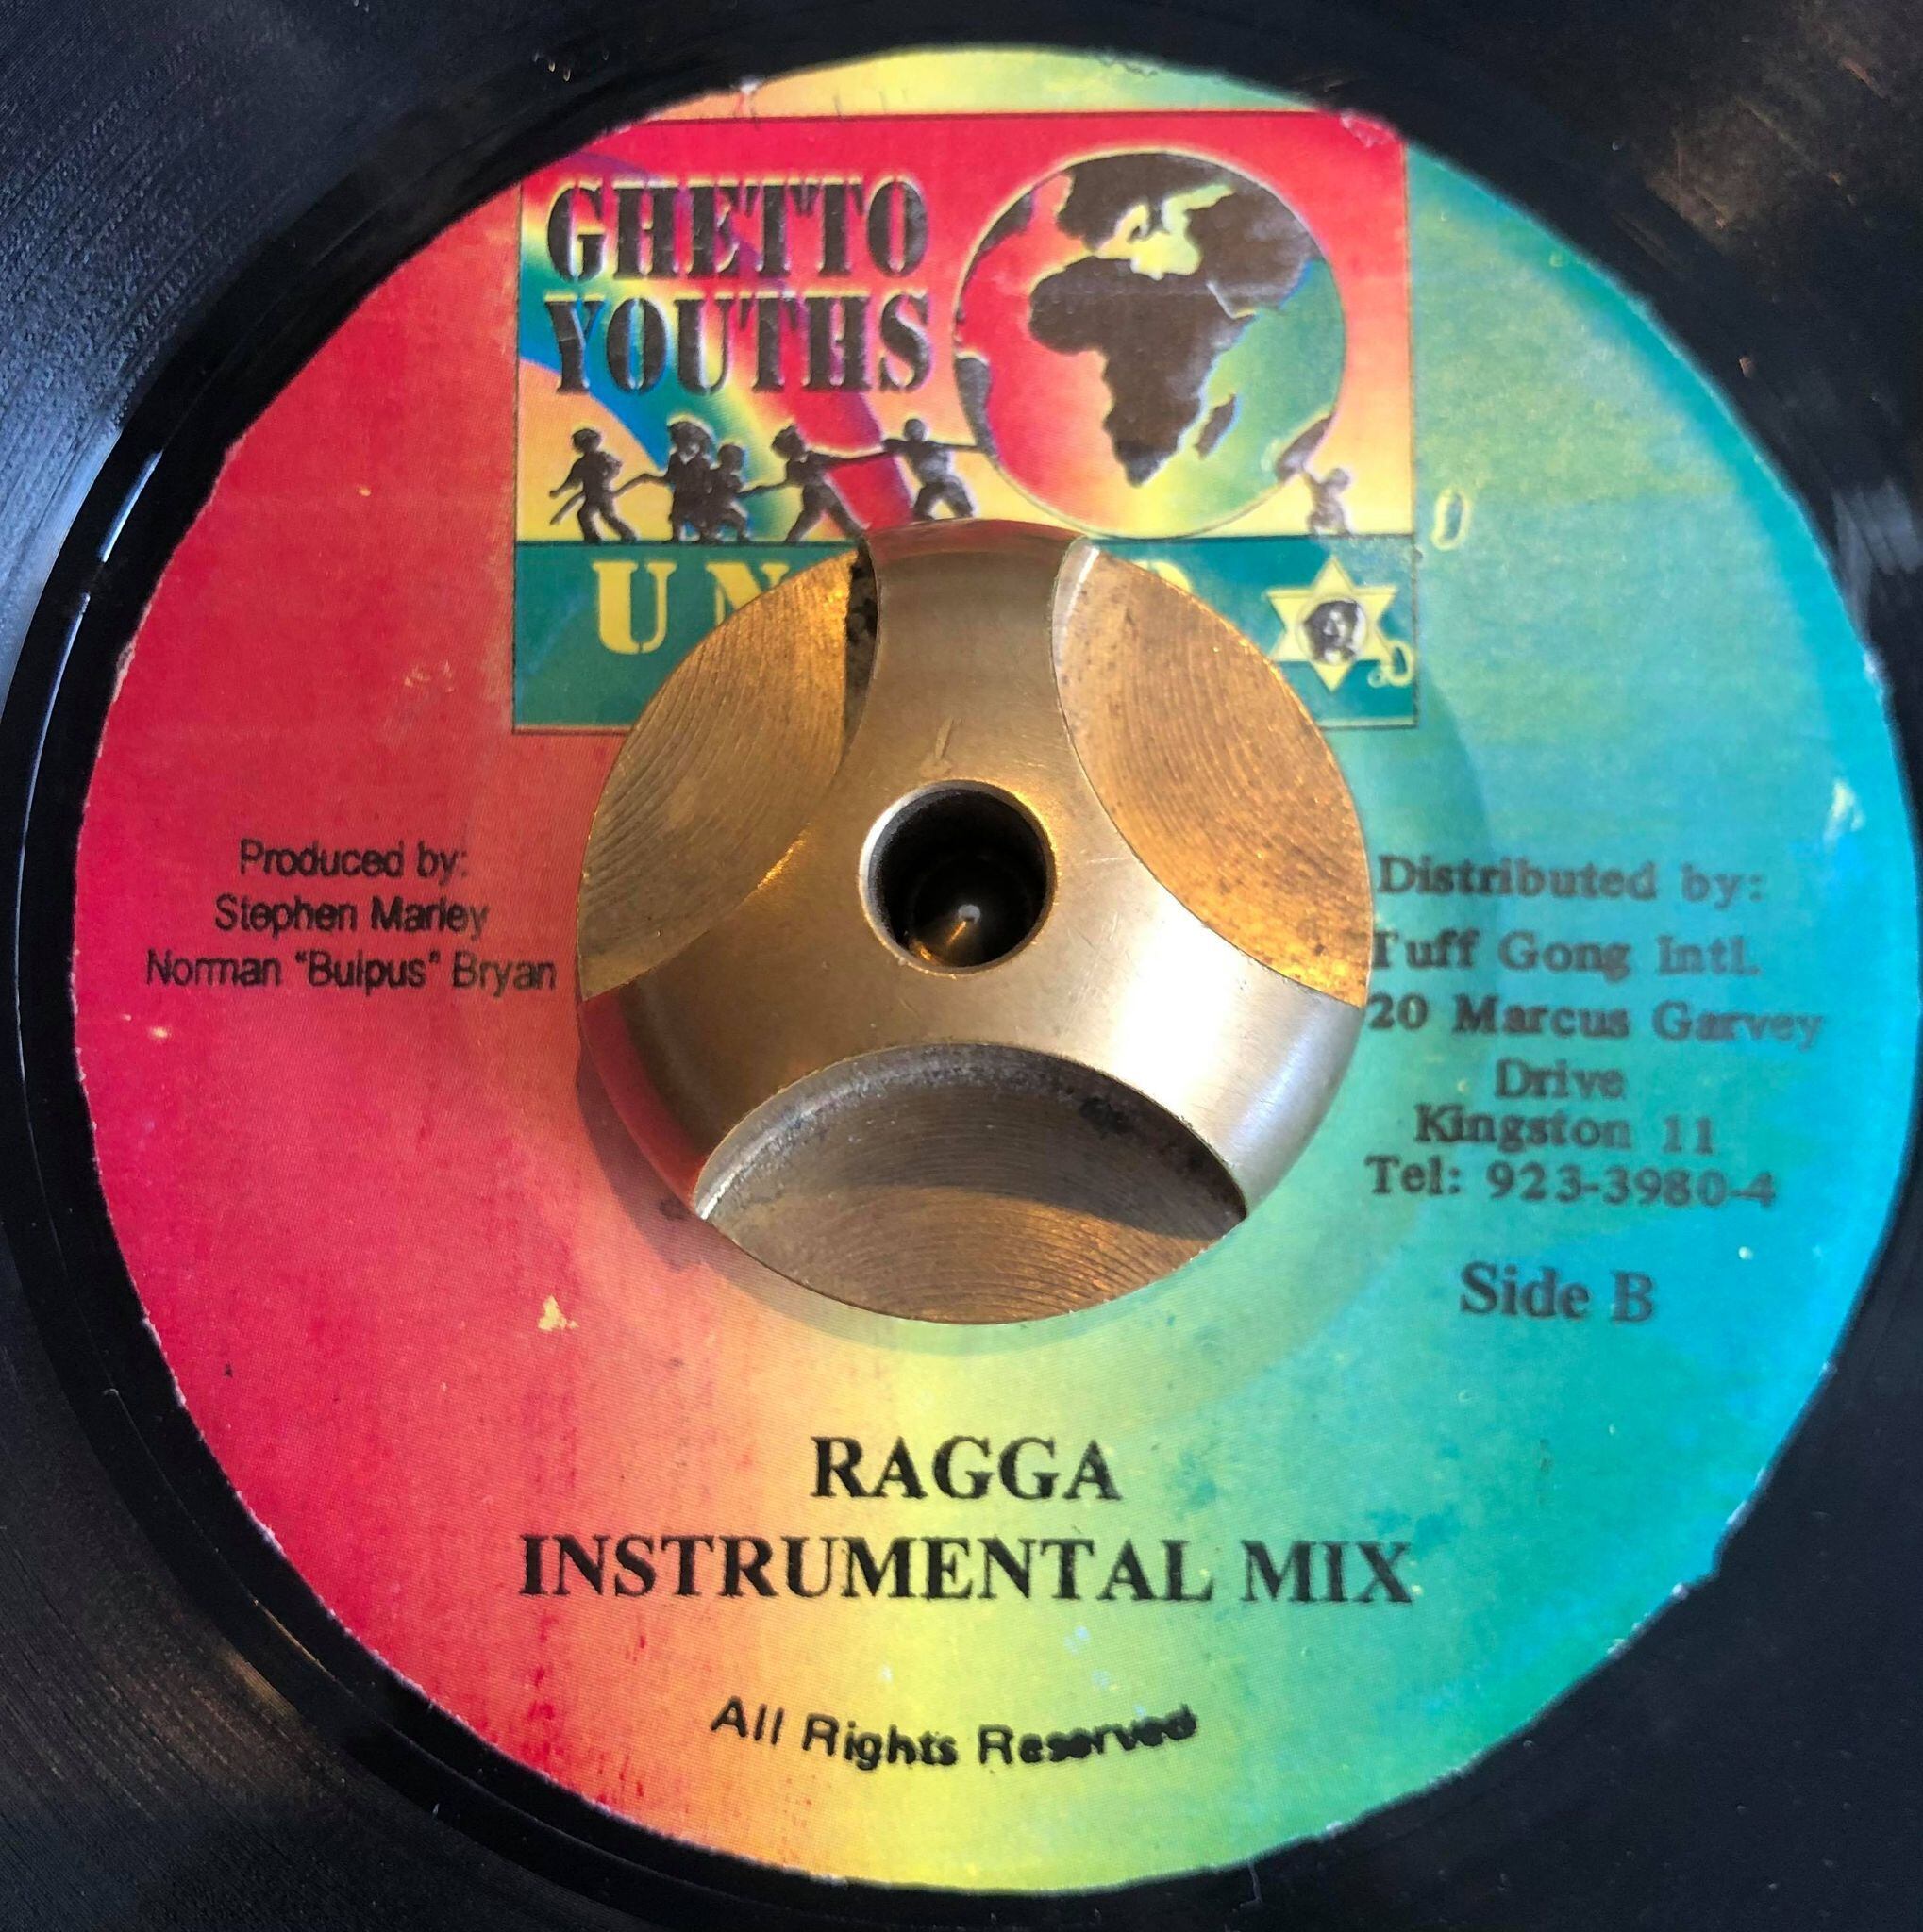 GHETTO
YOUTHS
Produced by:
Stephen Marley
Norman "Bulpus" Bryan
Distributed by:
Tuff Gong Intl.
20 Marcus Garvey
Drive
Kingston 11
Tel: 923-3980-4
Side B
RAGGA
INSTRUMENTAL MIX
All Rights Reserved